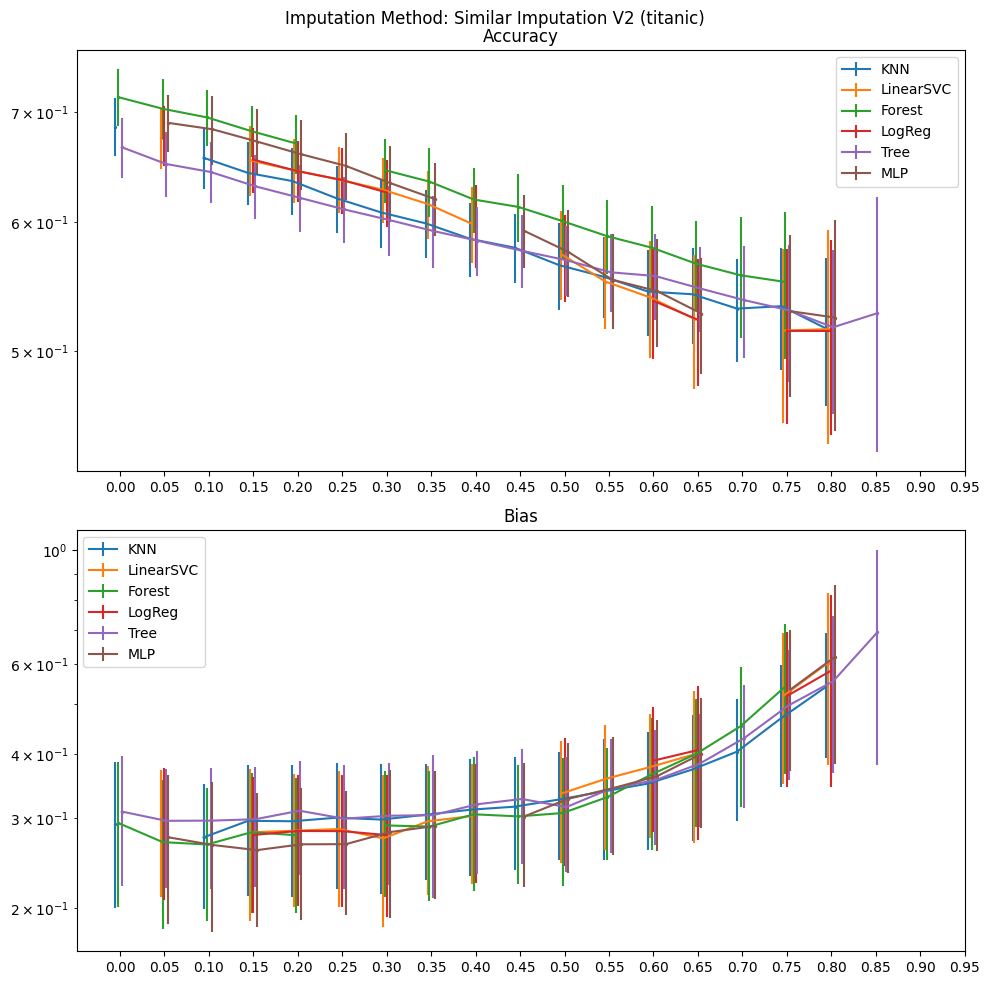 Imputation Method: Similar Imputation V2 (titanic)
Accuracy
7 × 10⁻¹
6 × 10⁻¹
5 × 10⁻¹
KNN
LinearSVC
Forest
LogReg
Tree
MLP
0.00 0.05 0.10 0.15 0.20 0.25 0.30 0.35 0.40 0.45 0.50 0.55 0.60 0.65 0.70 0.75 0.80 0.85 0.90 0.95
Bias
10⁰
6 × 10⁻¹
4 × 10⁻¹
3 × 10⁻¹
2 × 10⁻¹
KNN
LinearSVC
Forest
LogReg
Tree
MLP
0.00 0.05 0.10 0.15 0.20 0.25 0.30 0.35 0.40 0.45 0.50 0.55 0.60 0.65 0.70 0.75 0.80 0.85 0.90 0.95